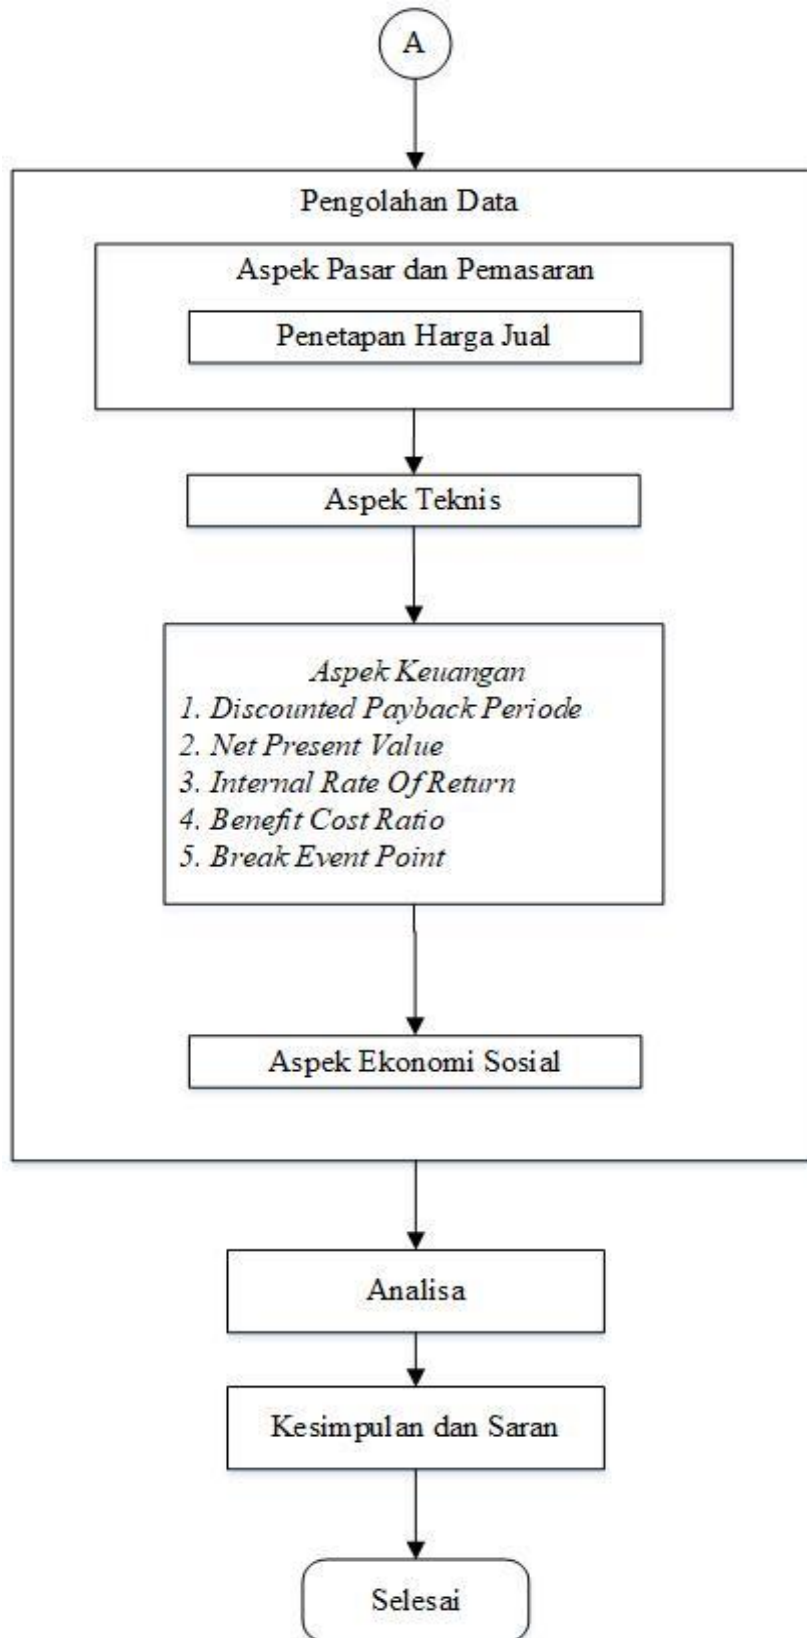 A
Pengolahan Data
Aspek Pasar dan Pemasaran
Penetapan Harga Jual
Aspek Teknis
Aspek Keuangan
1. Discounted Payback Periode
2. Net Present Value
3. Internal Rate Of Return
4. Benefit Cost Ratio
5. Break Event Point
Aspek Ekonomi Sosial
Analisa
Kesimpulan dan Saran
Selesai